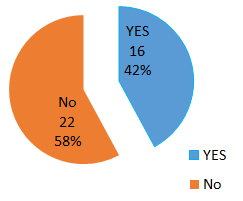 YES
16
42%
No
22
58%
YES
No